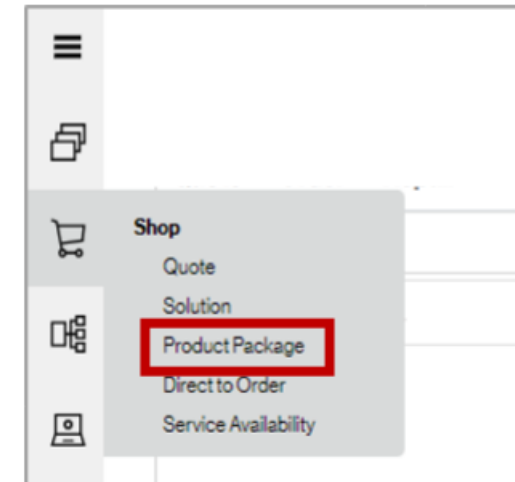 Shop
Quote
Solution
Product Package
Direct to Order
Service Availability